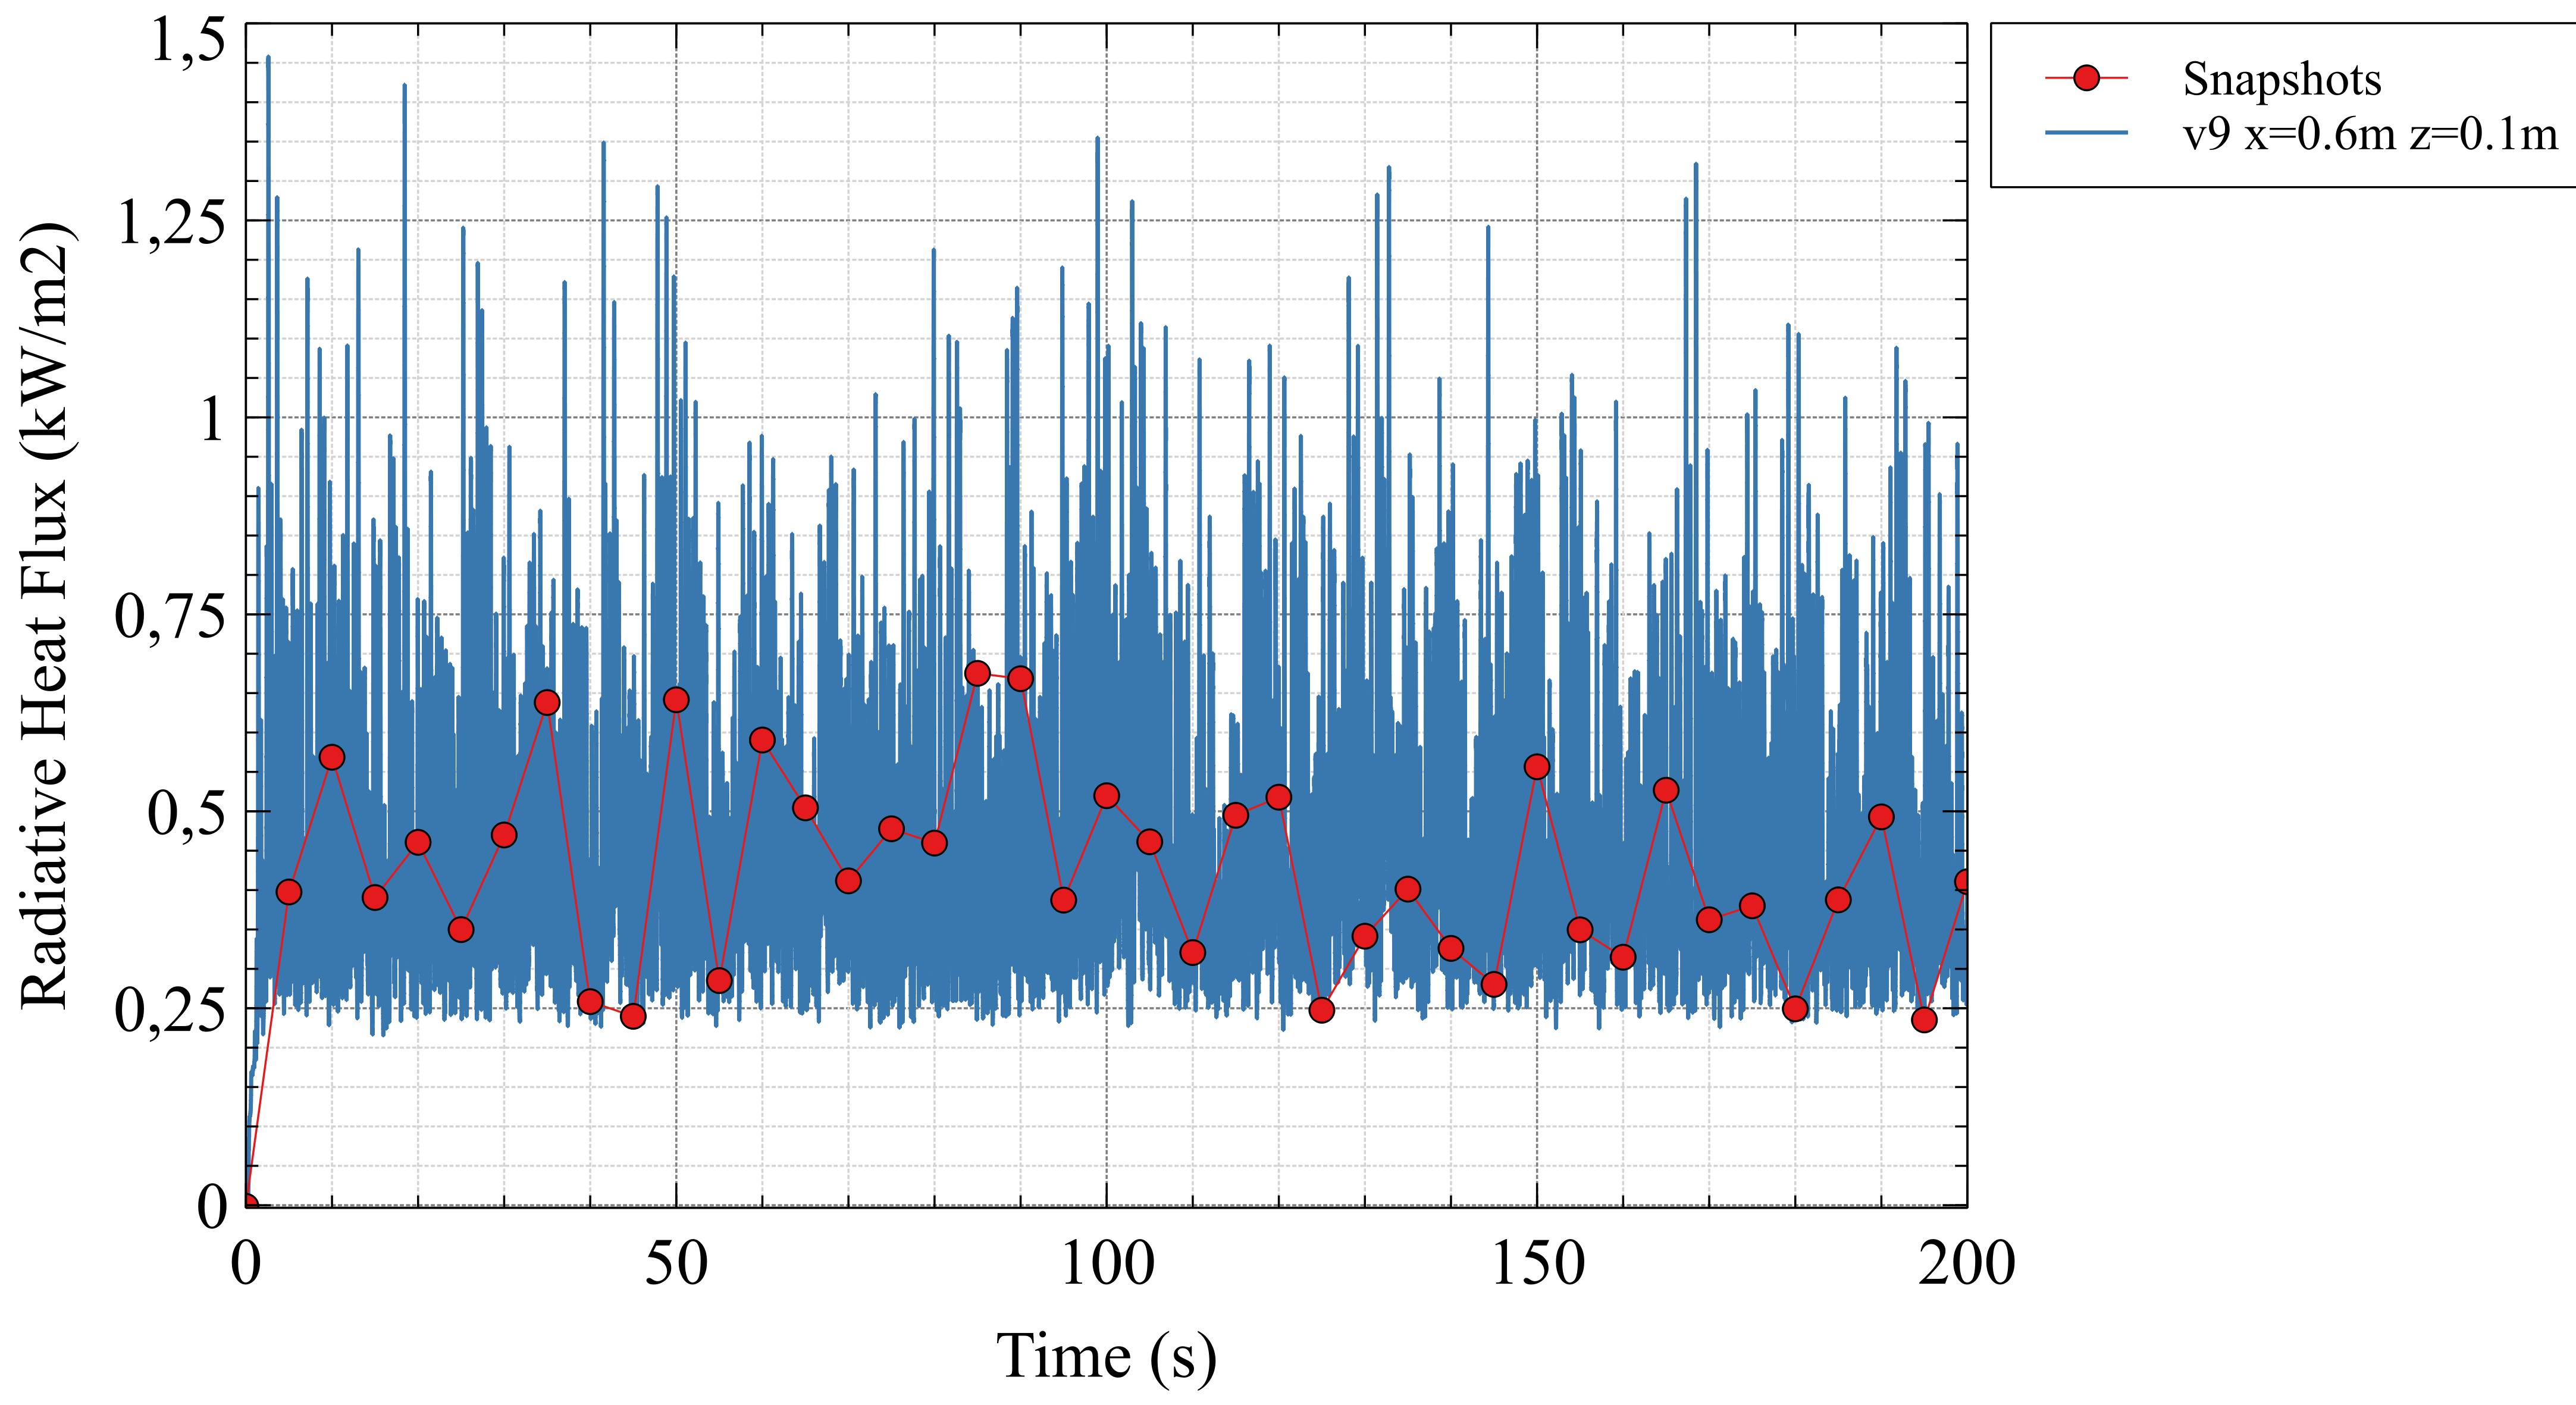 Radiative Heat Flux (kW/m2)
1,5
1,25
1
0,75
0,5
0,25
0
0 50 100 150 200
Time (s)
Snapshots
v9 x=0.6m z=0.1m